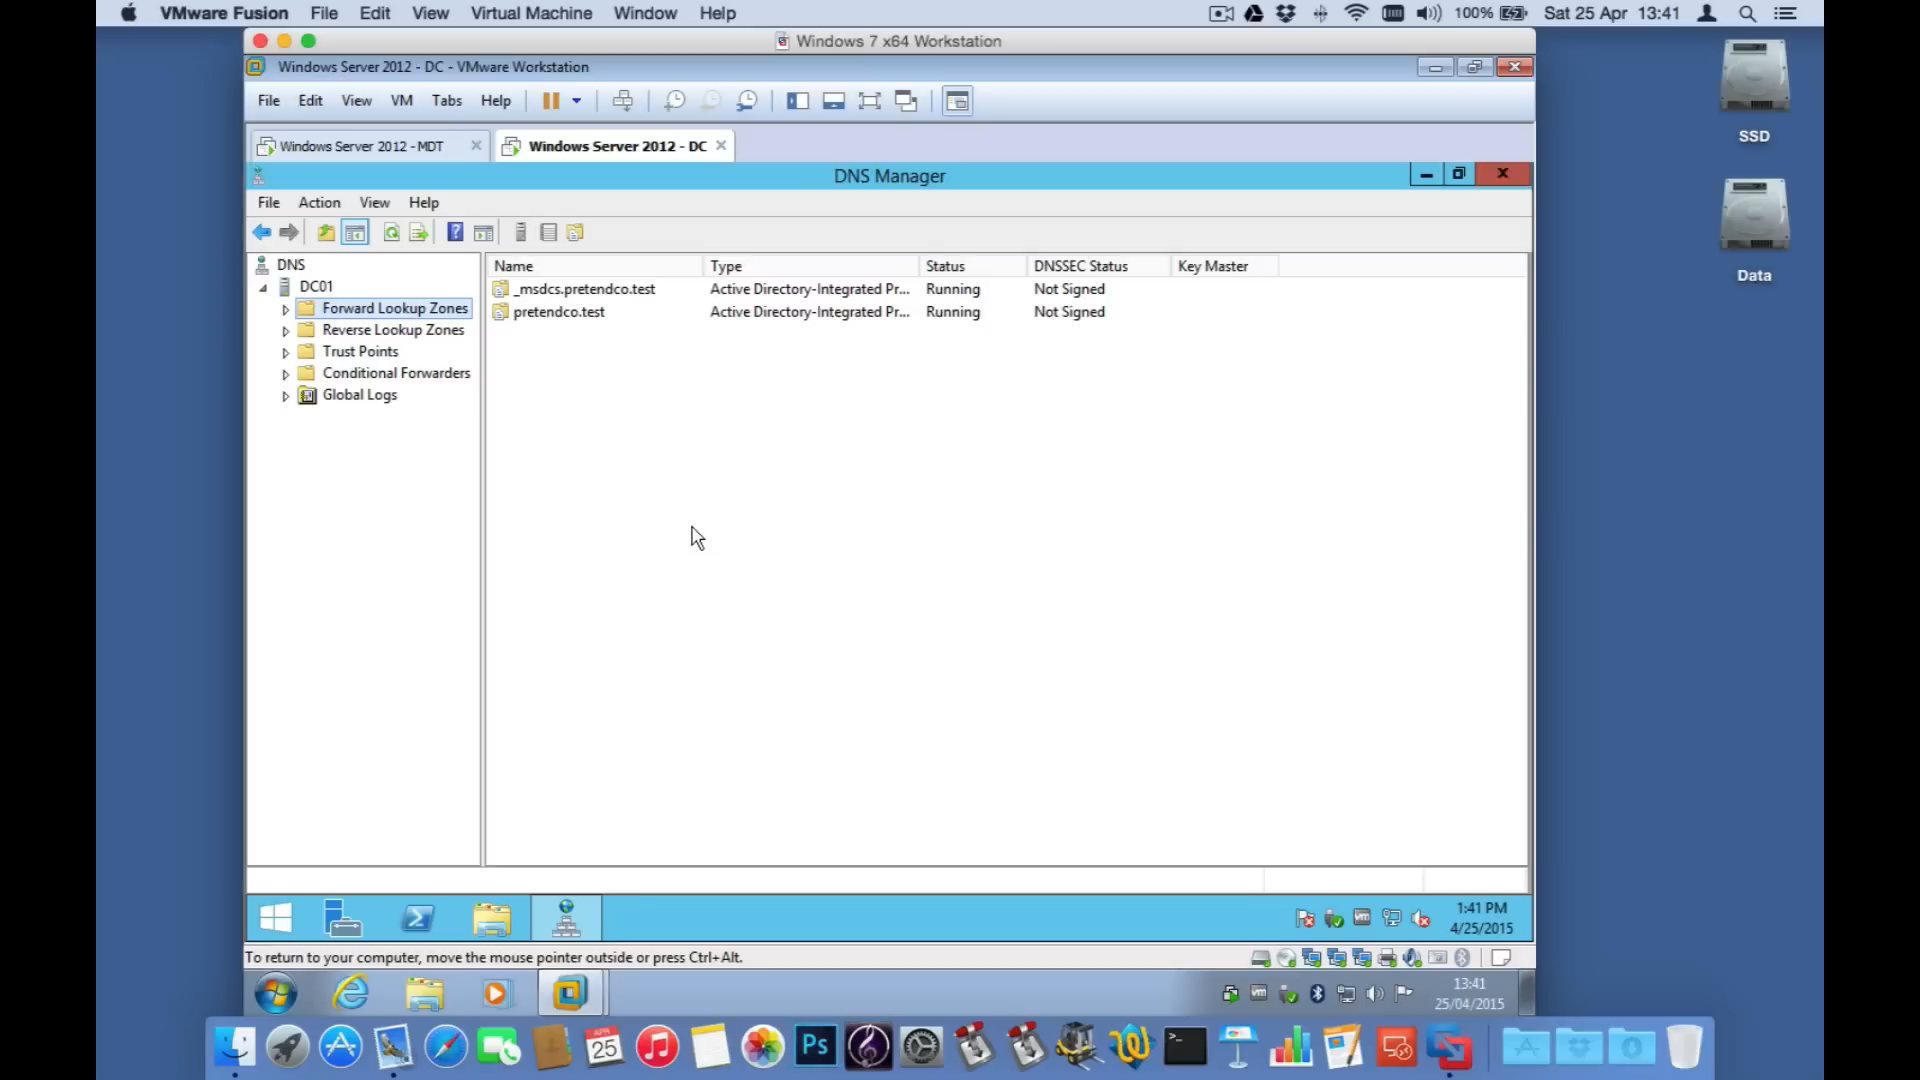 VMware Fusion File Edit View Virtual Machine Window Help 100% Sat 25 Apr 13:41
Windows 7 x64 Workstation
Windows Server 2012 - DC - VMware Workstation
File Edit View VM Tabs Help
Windows Server 2012 - MDT Windows Server 2012 - DC
DNS Manager
File Action View Help
DNS
DC01
Forward Lookup Zones
Reverse Lookup Zones
Trust Points
Conditional Forwarders
Global Logs
Name Type Status DNSSEC Status Key Master
_msdcs.pretendco.test Active Directory-Integrated Pr... Running Not Signed
pretendco.test Active Directory-Integrated Pr... Running Not Signed
SSD
Data
1:41 PM
4/25/2015
To return to your computer, move the mouse pointer outside or press Ctrl+Alt.
13:41
25/04/2015
APR
25
Ps